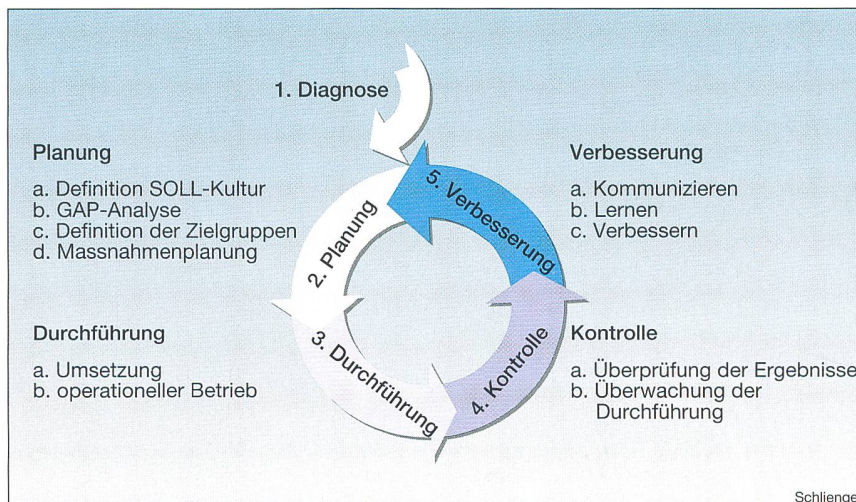 1. Diagnose
Planung
a. Definition SOLL-Kultur
b. GAP-Analyse
c. Definition der Zielgruppen
d. Massnahmenplanung
Verbesserung
a. Kommunizieren
b. Lernen
c. Verbessern
5. Verbesserung
2. Planung
3. Durchführung
4. Kontrolle
Durchführung
a. Umsetzung
b. operationeller Betrieb
Kontrolle
a. Überprüfung der Ergebnisse
b. Überwachung der
Durchführung
Schlienge